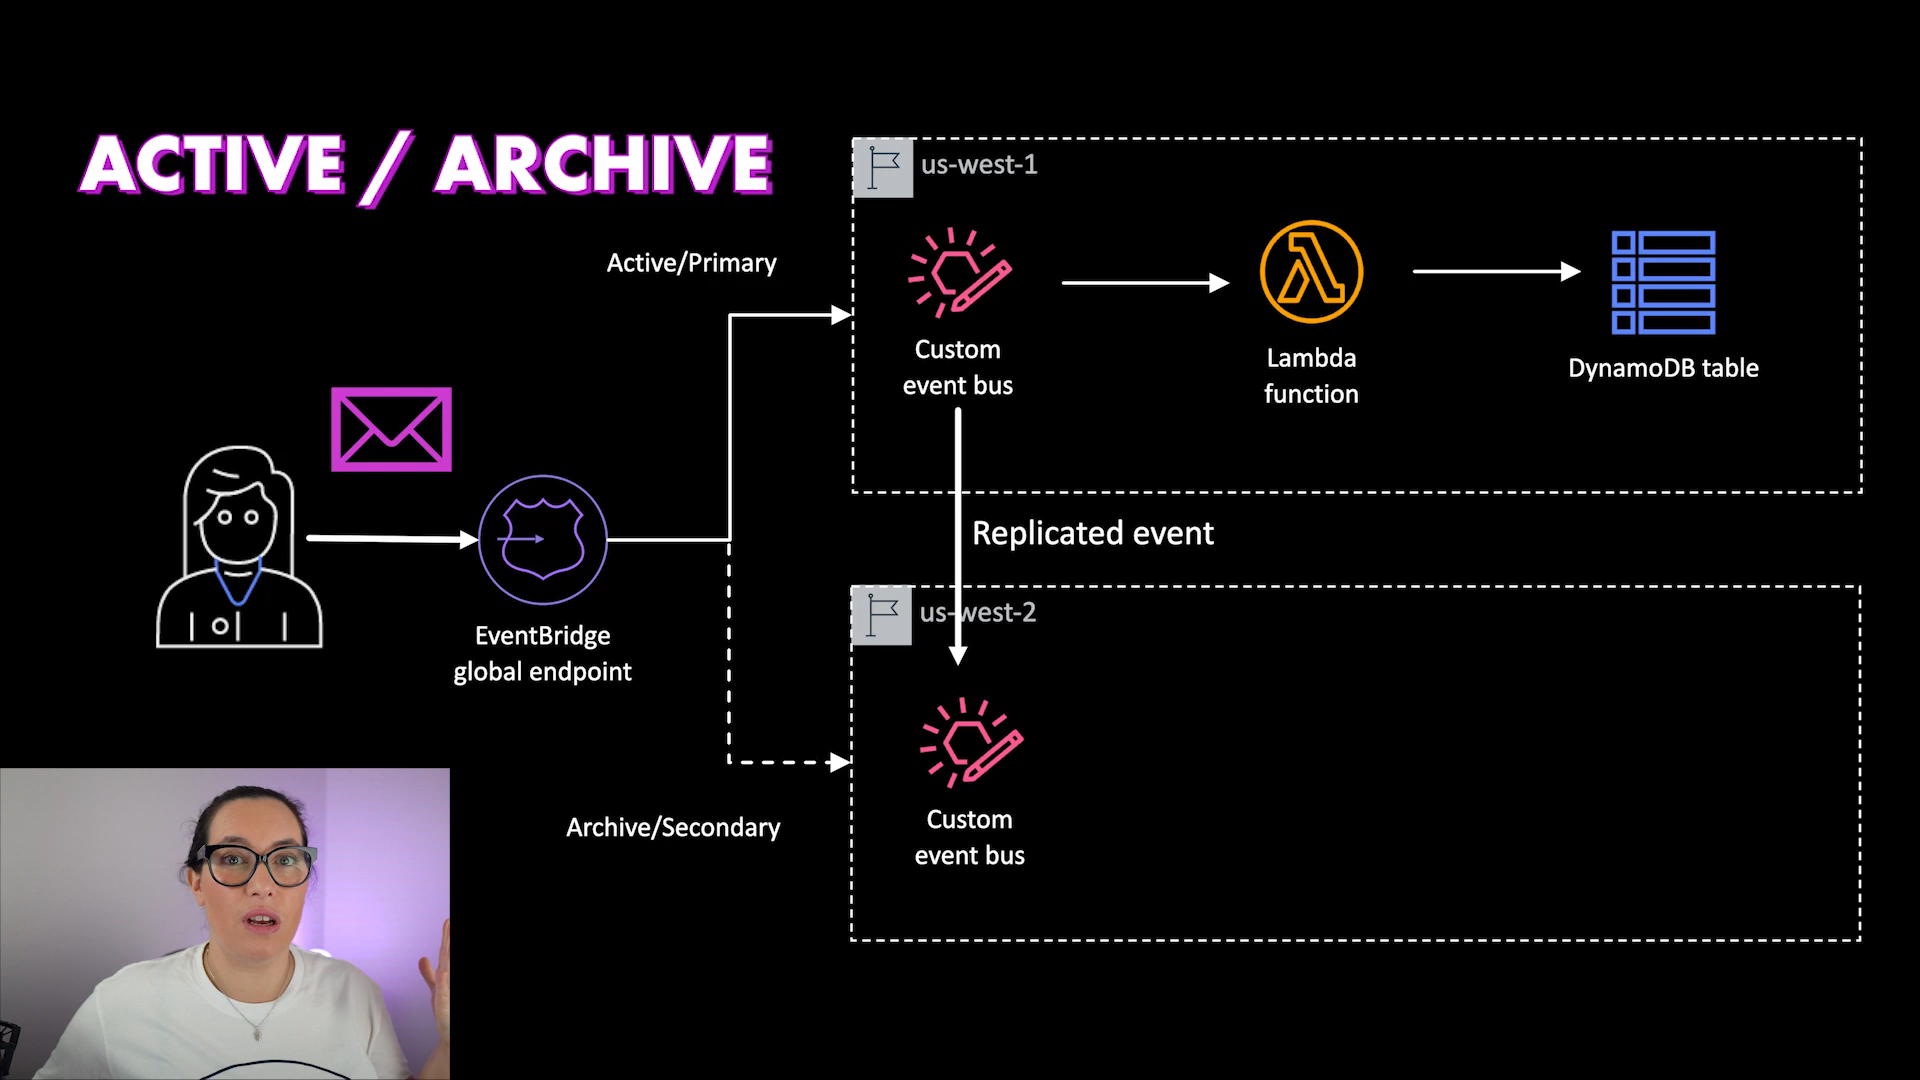 ACTIVE / ARCHIVE
us-west-1
Active/Primary
Custom
event bus
Lambda
function
DynamoDB table
Replicated event
EventBridge
global endpoint
us-west-2
Archive/Secondary
Custom
event bus